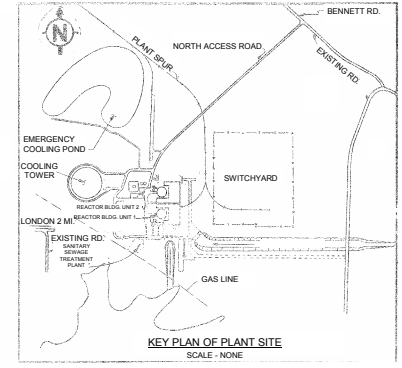 N
BENNETT RD.
PLANT SPUR
NORTH ACCESS ROAD
EXISTING RD.
EMERGENCY
COOLING POND
COOLING
TOWER
SWITCHYARD
REACTOR BLDG. UNIT 2
REACTOR BLDG. UNIT 1
LONDON 2 MI.
EXISTING RD.
SANITARY
SEWAGE
TREATMENT
PLANT
GAS LINE
KEY PLAN OF PLANT SITE
SCALE - NONE